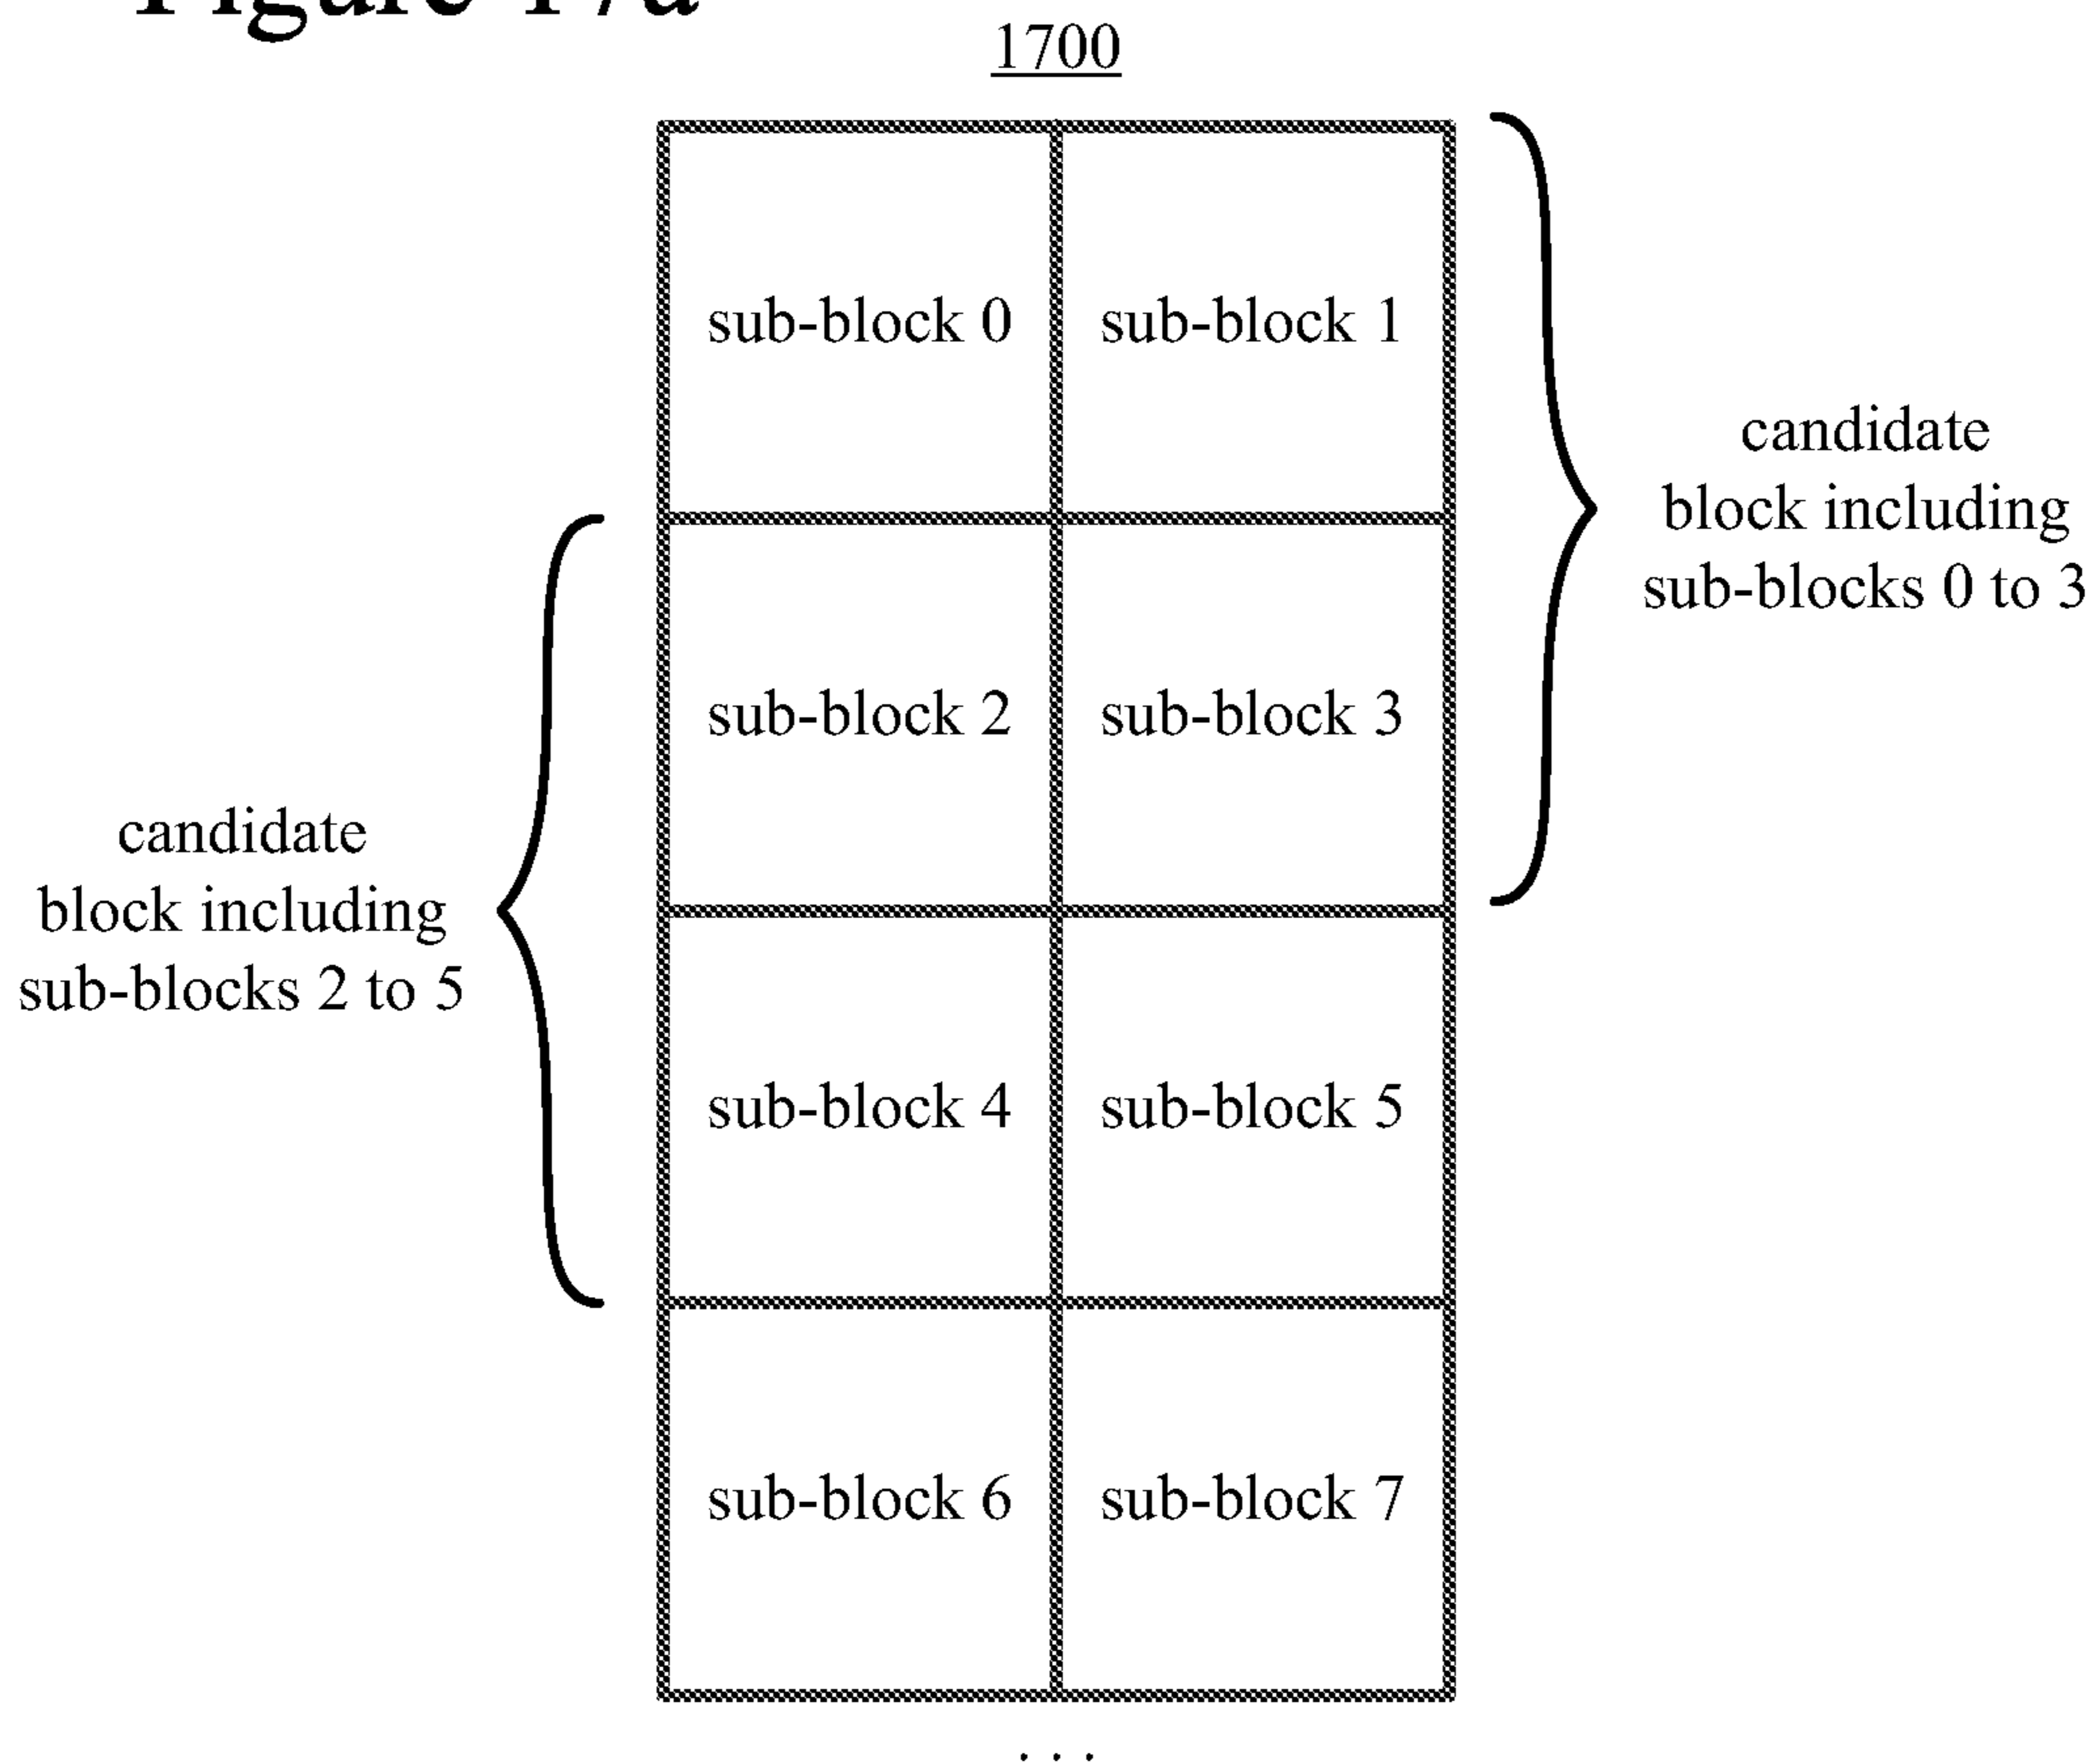 Figure 17a
1700
sub-block 0 sub-block 1
candidate
block including
sub-blocks 0 to 3
sub-block 2 sub-block 3
candidate
block including
sub-blocks 2 to 5
sub-block 4 sub-block 5
sub-block 6 sub-block 7
. . .